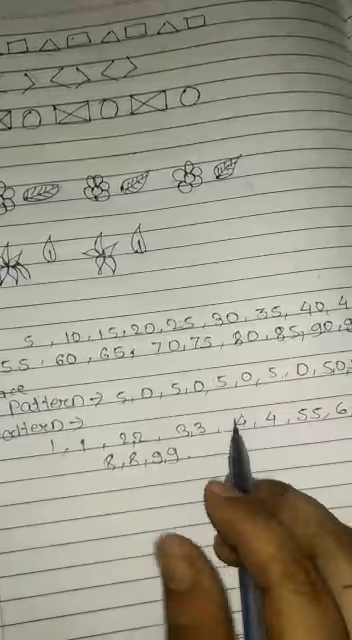 5, 10, 15, 20, 25, 30, 35, 40, 4
55, 60, 65, 70, 75, 80, 85, 90, 9
Pattern → 5, 0, 5, 0, 5, 0, 5, 0, 50,
attern →
1, 1, 22, 33, 4, 4, 55, 6
8, 8, 99.